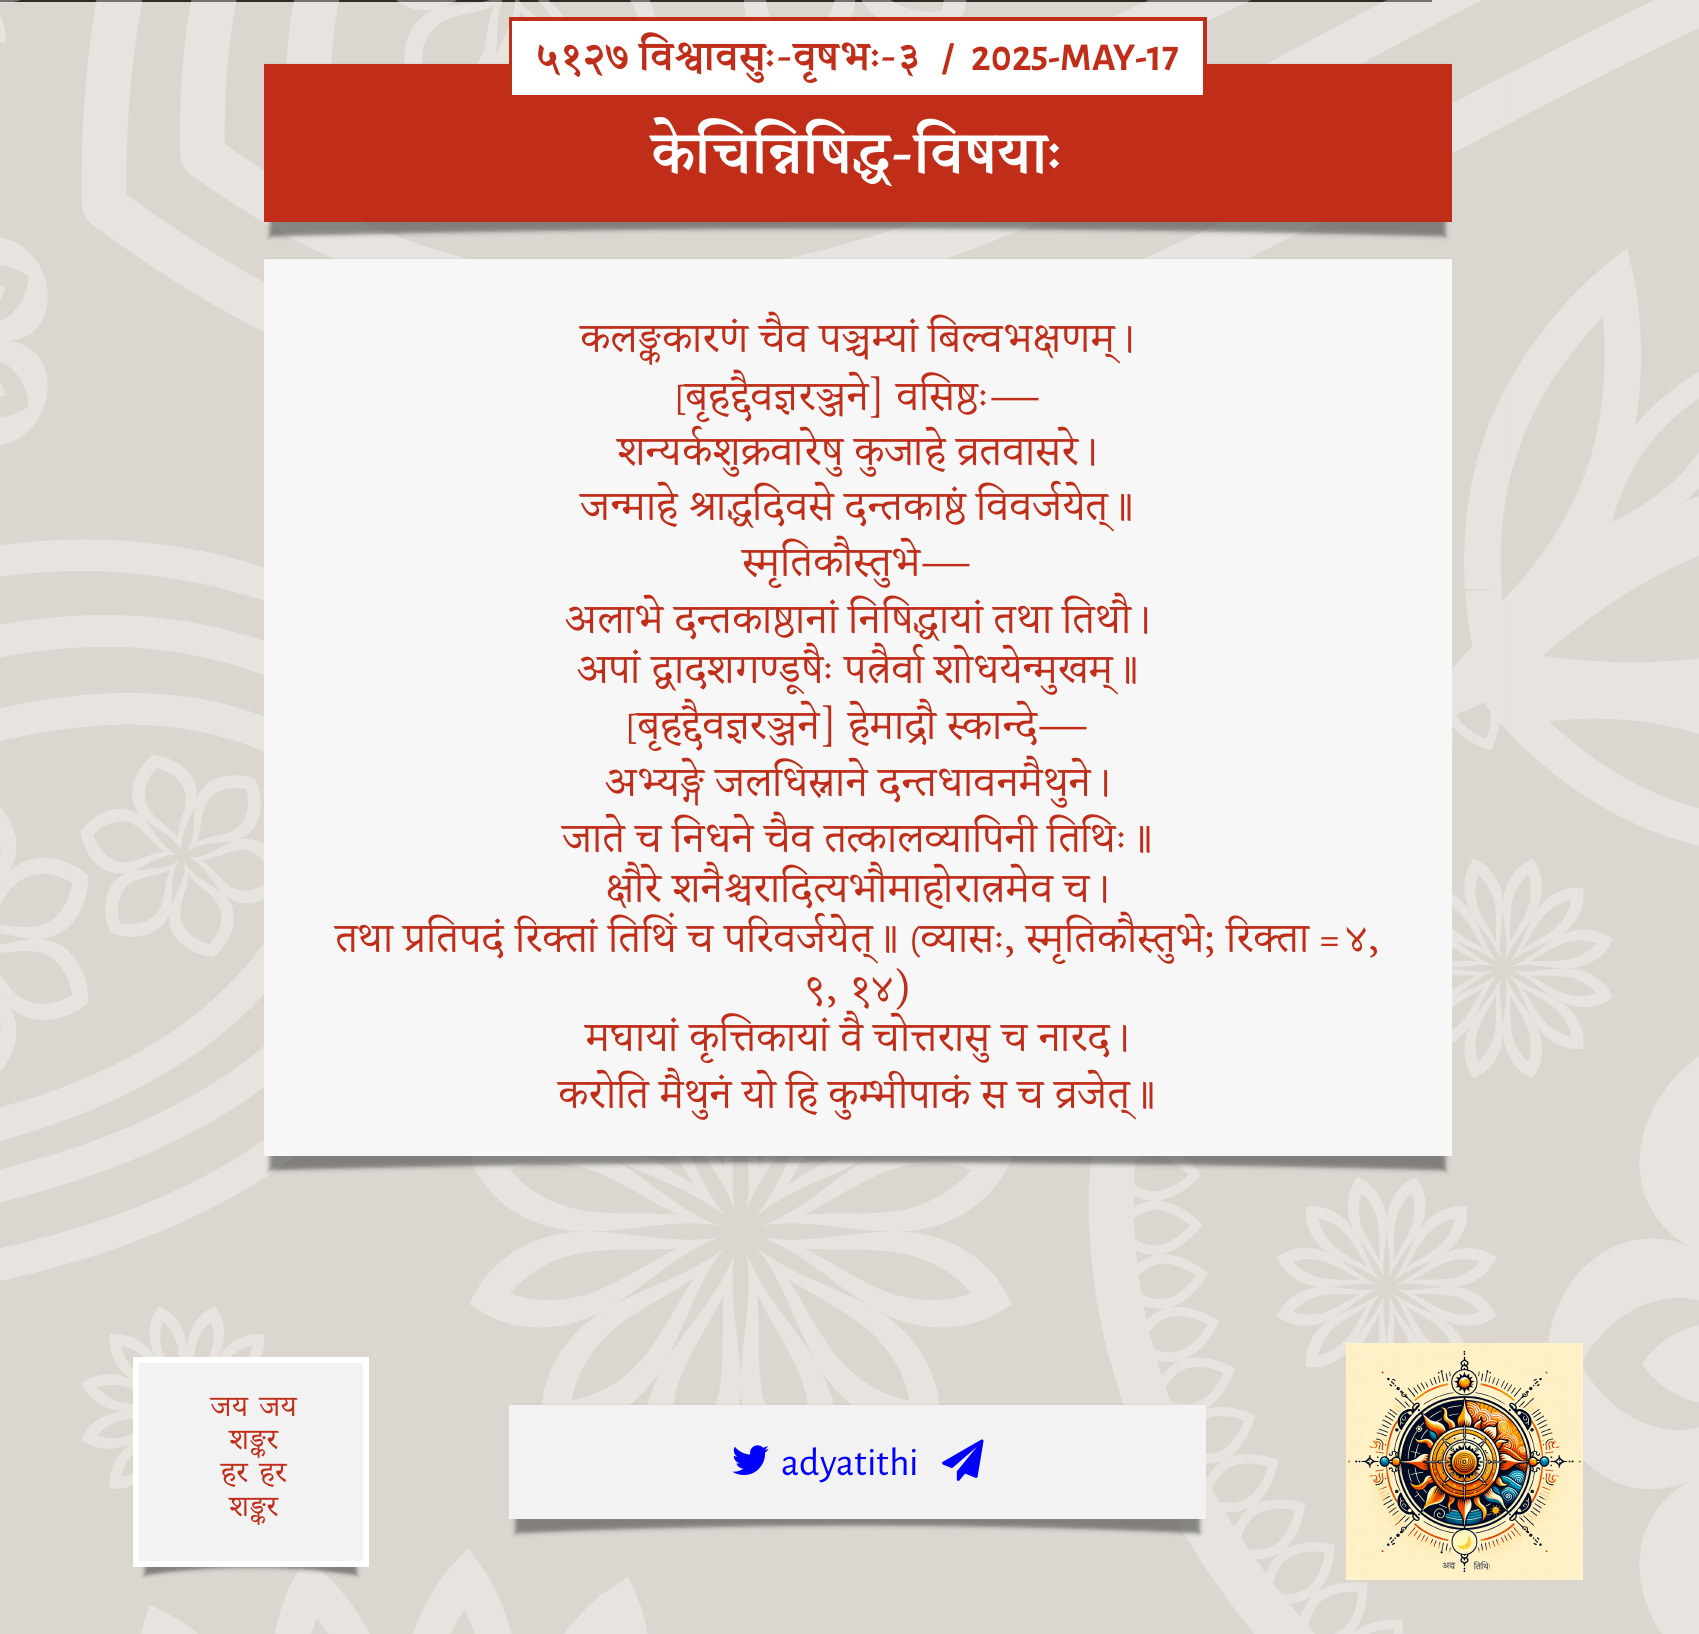 ५१२७ विश्वावसुः-वृषभः-३ / 2025-MAY-17
केचिन्निषिद्ध-विषयाः
कलङ्ककारणं चैव पञ्चम्यां बिल्वभक्षणम्।
[बृहद्दैवज्ञरञ्जने] वसिष्ठः—
शन्यर्कशुक्रवारेषु कुजाहे व्रतवासरे।
जन्माहे श्राद्धदिवसे दन्तकाष्ठं विवर्जयेत्॥
स्मृतिकौस्तुभे—
अलाभे दन्तकाष्ठानां निषिद्धायां तथा तिथौ।
अपां द्वादशगण्डूषैः पत्रैर्वा शोधयेन्मुखम्॥
[बृहद्दैवज्ञरञ्जने] हेमाद्रौ स्कान्दे—
अभ्यङ्गे जलधिस्नाने दन्तधावनमैथुने।
जाते च निधने चैव तत्कालव्यापिनी तिथिः॥
क्षौरे शनैश्चरादित्यभौमाहोरात्रमेव च।
तथा प्रतिपदं रिक्तां तिथिं च परिवर्जयेत्॥ (व्यासः, स्मृतिकौस्तुभे; रिक्ता = ४,
९, १४)
मघायां कृत्तिकायां वै चोत्तरासु च नारद।
करोति मैथुनं यो हि कुम्भीपाकं स च व्रजेत्॥
जय जय
शङ्कर
हर हर
शङ्कर
adyatithi
अद्य तिथिः